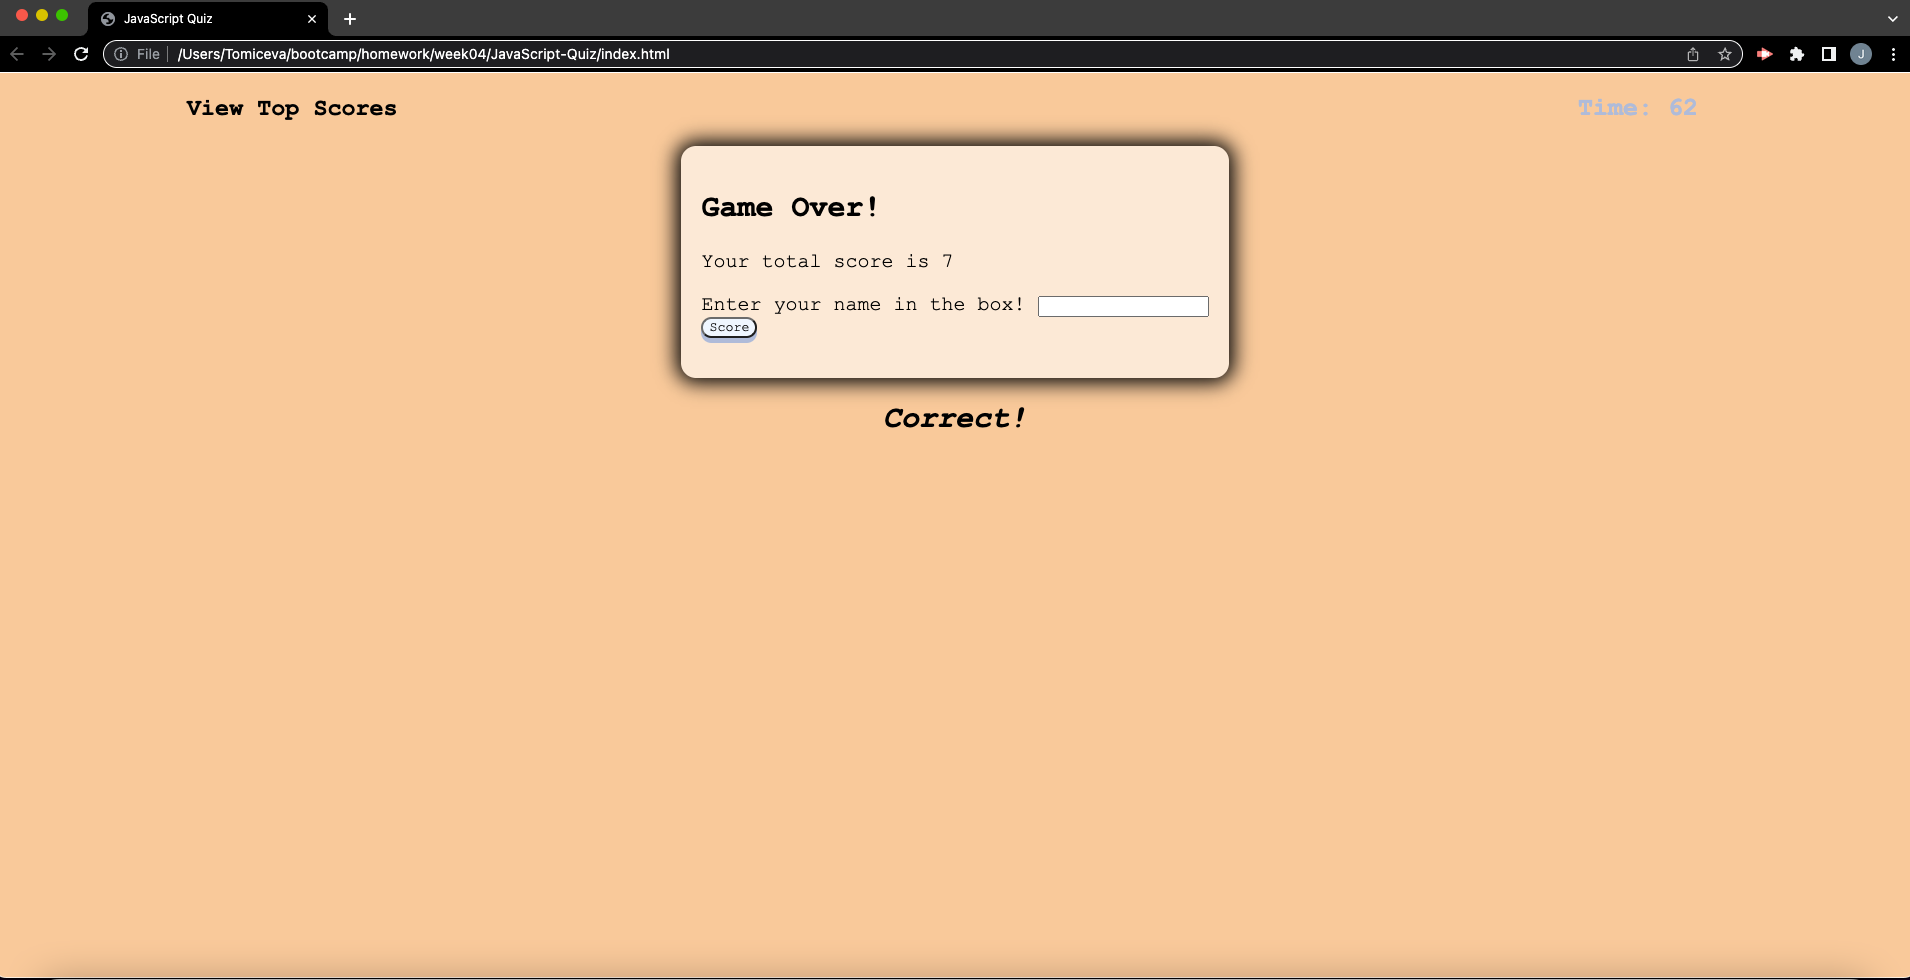 JavaScript Quiz
File /Users/Tomiceva/bootcamp/homework/week04/JavaScript-Quiz/index.html
J
View Top Scores
Time: 62
Game Over!
Your total score is 7
Enter your name in the box!
Score
Correct!